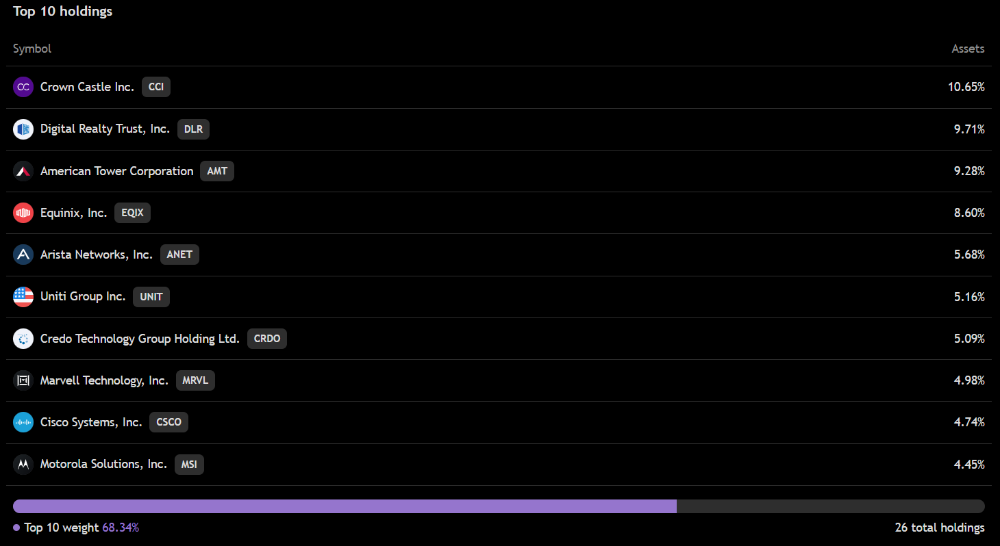 Top 10 holdings
Symbol Assets
CC Crown Castle Inc. CCI 10.65%
Digital Realty Trust, Inc. DLR 9.71%
American Tower Corporation AMT 9.28%
Equinix, Inc. EQIX 8.60%
Arista Networks, Inc. ANET 5.68%
Uniti Group Inc. UNIT 5.16%
Credo Technology Group Holding Ltd. CRDO 5.09%
Marvell Technology, Inc. MRVL 4.98%
Cisco Systems, Inc. CSCO 4.74%
Motorola Solutions, Inc. MSI 4.45%
Top 10 weight 68.34% 26 total holdings